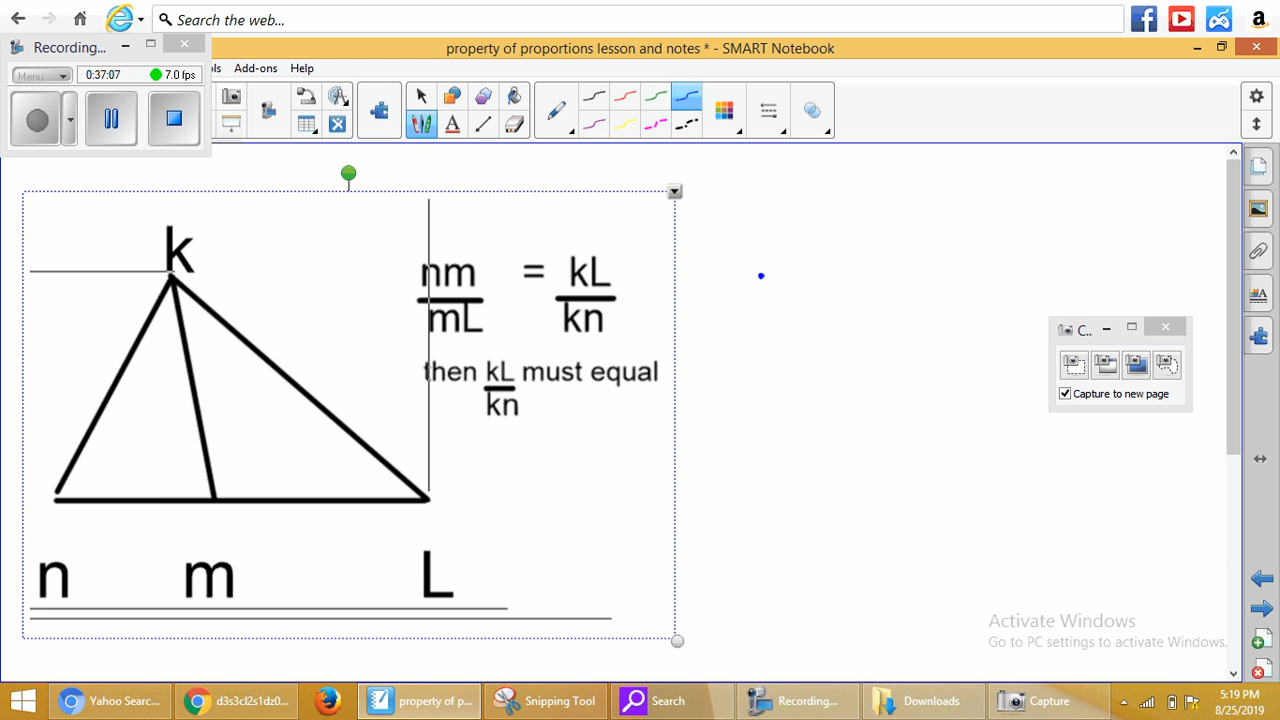 Search the web...
Recording...
property of proportions lesson and notes * - SMART Notebook
Menu
0:37:07
7.0 fps
ols Add-ons Help
k
nm = kL
mL kn
then kL must equal
kn
n m L
C..
Capture to new page
Activate Windows
Go to PC settings to activate Windows.
Yahoo Searc...
d3s3cl2s1dz0...
property of p...
Snipping Tool
Search
Recording...
Downloads
Capture
5:19 PM
8/25/2019